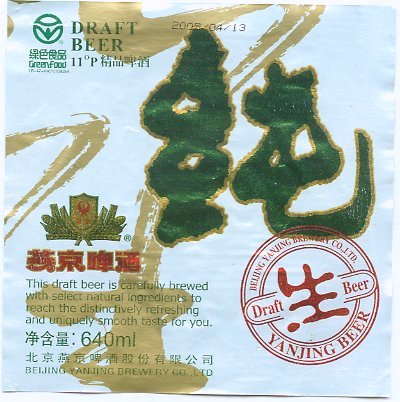 2005/04/13
DRAFT
BEER
11°P 精品啤酒
绿色食品
GreenFood
纯
燕京啤酒
®
This draft beer is carefully brewed
with select natural ingredients to
reach the distinctively refreshing
and uniquely smooth taste for you.
净含量: 640ml
北京燕京啤酒股份有限公司
BEIJING YANJING BREWERY CO.,LTD
BEIJING YANJING BREWERY CO.,LTD.
Draft 生 Beer
YANJING BEER